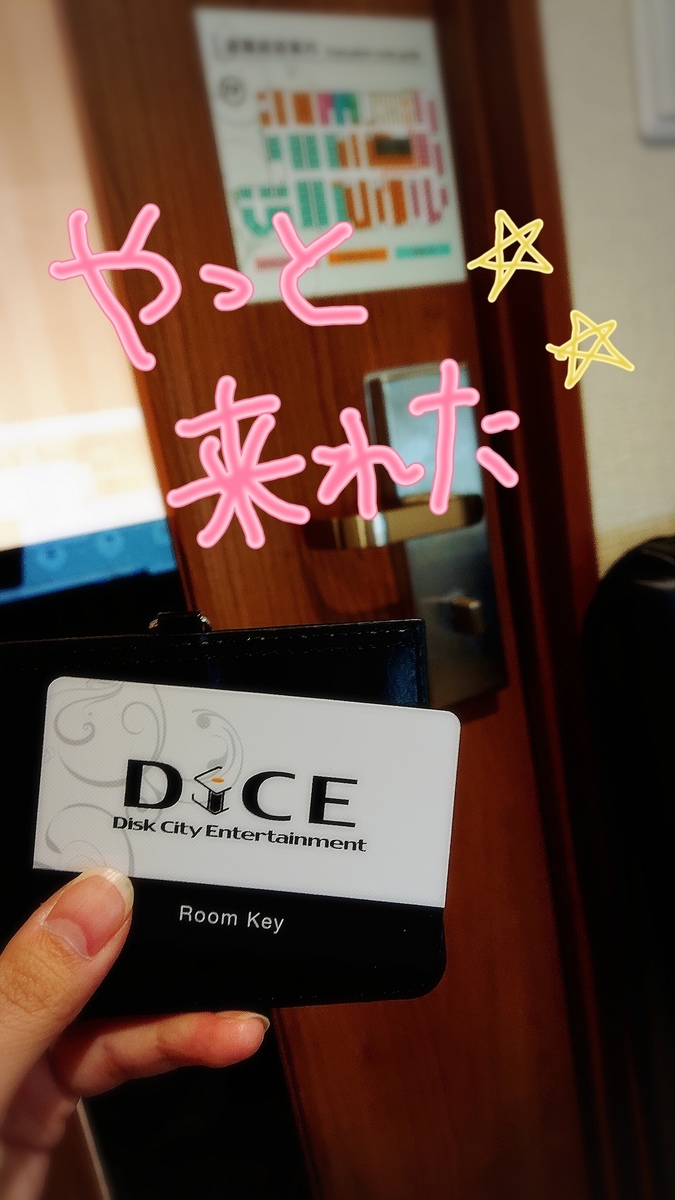 やっと
来れた
DiCE
Disk City Entertainment
Room Key